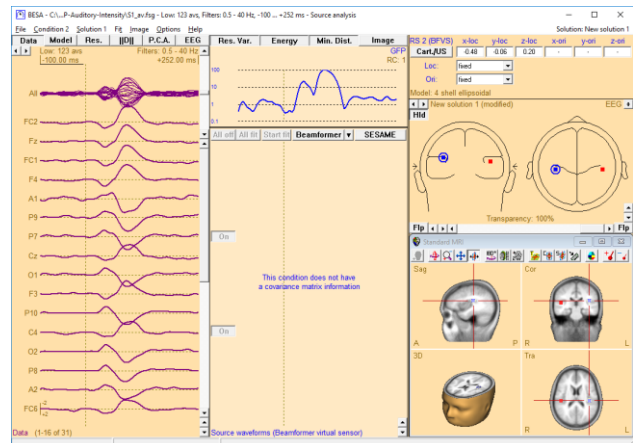 BESA - C:\...P-Auditory-Intensity\S1_av.fsg - Low: 123 avs, Filters: 0.5 - 40 Hz, -100 ... +252 ms - Source analysis
File Condition 2 Solution 1 Fit Image Options Help
Solution: New solution 1
Data Model Res. ||D|| P.C.A. EEG
Res. Var. Energy Min. Dist. Image
RS 2 (BFVS) x-loc y-loc z-loc x-ori y-ori z-ori
Cart./US -0.48 -0.06 0.20 - - -
Low: 123 avs Filters: 0.5 - 40 Hz
-100.00 ms +252.00 ms
GFP
RC: 1
100
10
1
0.1
Loc: fixed
Ori: fixed
Model: 4 shell ellipsoidal
New solution 1 (modified) EEG
Hld
All
FC2
Fz
FC1
F4
A1
P9
P7
Cz
O1
F3
P10
C4
O2
P8
A2
FC6
All off All fit Start fit Beamformer SESAME
On
This condition does not have
a covariance matrix information
On
Transparency: 100%
Flp Flp
Standard MRI
Sag Cor
A P R L
3D Tra
R L
Data (1-16 of 31)
Source waveforms (Beamformer virtual sensor)